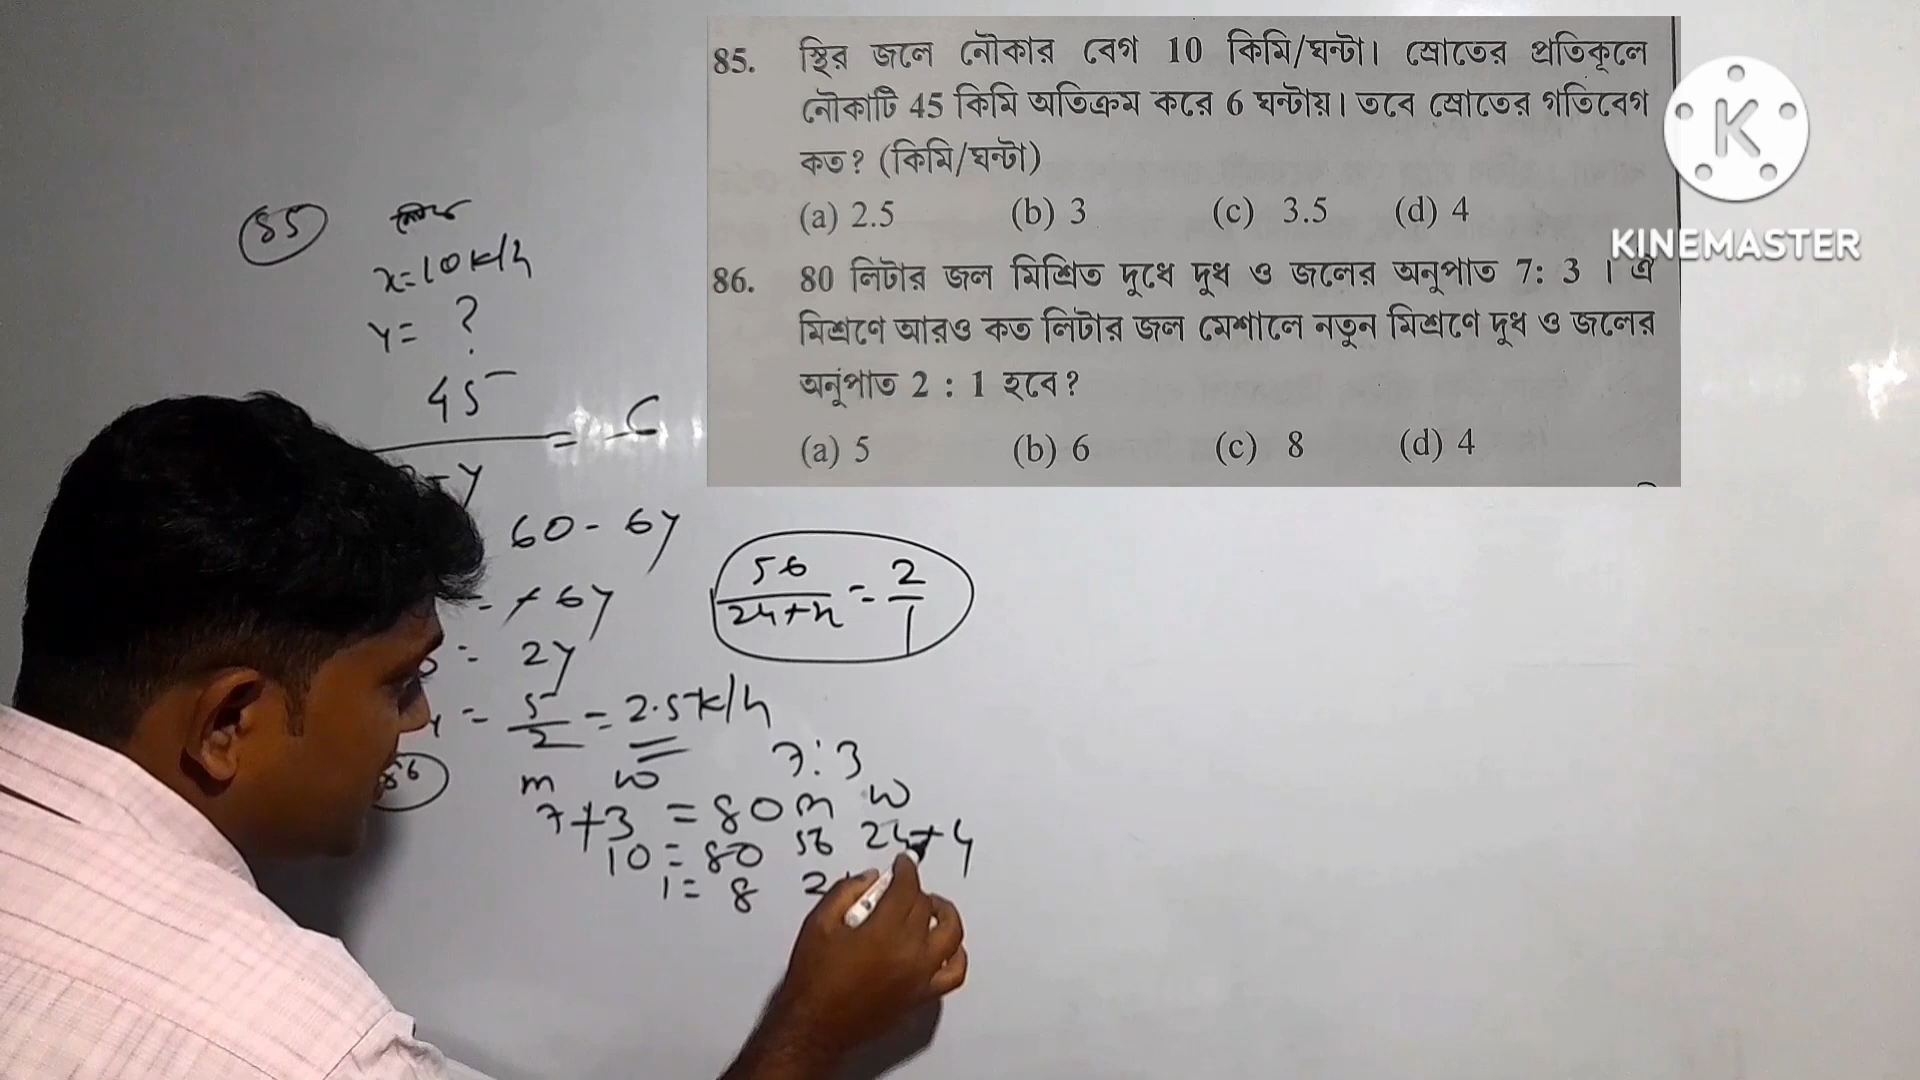 85. স্থির জলে নৌকার বেগ 10 কিমি/ঘন্টা। স্রোতের প্রতিকূলে
নৌকাটি 45 কিমি অতিক্রম করে 6 ঘন্টায়। তবে স্রোতের গতিবেগ
কত? (কিমি/ঘন্টা)
(a) 2.5 (b) 3 (c) 3.5 (d) 4
86. 80 লিটার জল মিশ্রিত দুধে দুধ ও জলের অনুপাত 7: 3 । ঐ
মিশ্রণে আরও কত লিটার জল মেশালে নতুন মিশ্রণে দুধ ও জলের
অনুপাত 2 : 1 হবে?
(a) 5 (b) 6 (c) 8 (d) 4
K
KINEMASTER
85
x=10k/h
y= ?
45
= 6
-y
60-6y
= +6y
= 2y
= 5/2 = 2.5k/h
56/24+x = 2/1
86
m w 7:3
7+3 = 80 m w
10 = 80 56 24+4
1 = 8